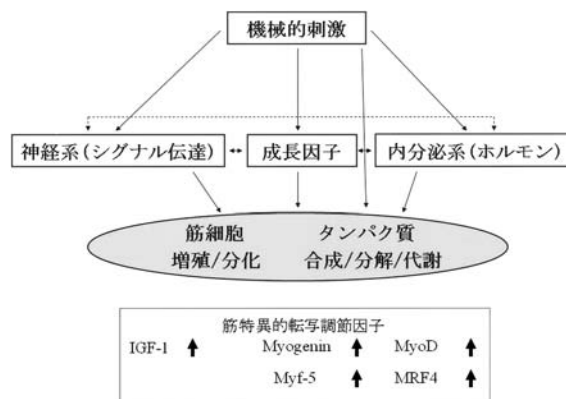 機械的刺激
神経系(シグナル伝達)
成長因子
内分泌系(ホルモン)
筋細胞 タンパク質
増殖/分化 合成/分解/代謝
筋特異的転写調節因子
IGF-1 Myogenin MyoD
Myf-5 MRF4